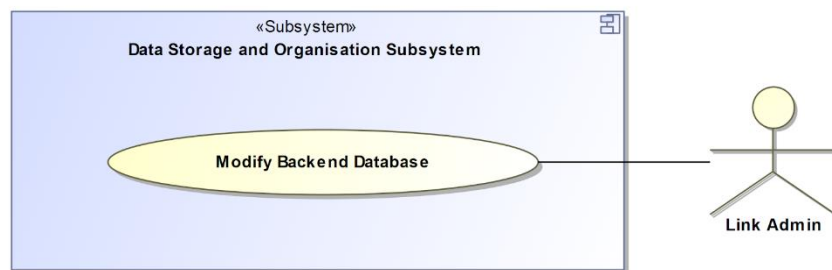 «Subsystem»
Data Storage and Organisation Subsystem
Modify Backend Database
Link Admin